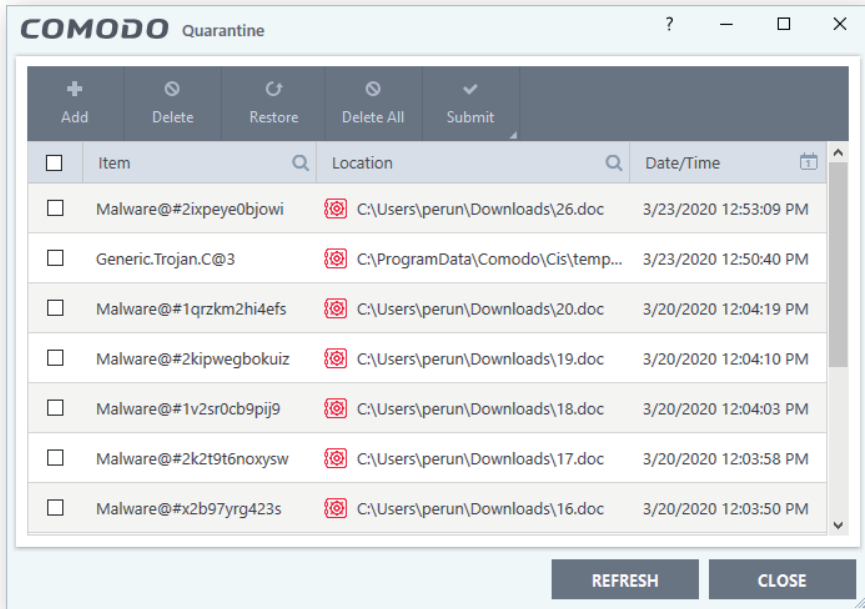 COMODO Quarantine ?
Add Delete Restore Delete All Submit
Item Location Date/Time 1
Malware@#2ixpeye0bjowi C:\Users\perun\Downloads\26.doc 3/23/2020 12:53:09 PM
Generic.Trojan.C@3 C:\ProgramData\Comodo\Cis\temp... 3/23/2020 12:50:40 PM
Malware@#1qrzkm2hi4efs C:\Users\perun\Downloads\20.doc 3/20/2020 12:04:19 PM
Malware@#2kipwegbokuiz C:\Users\perun\Downloads\19.doc 3/20/2020 12:04:10 PM
Malware@#1v2sr0cb9pij9 C:\Users\perun\Downloads\18.doc 3/20/2020 12:04:03 PM
Malware@#2k2t9t6noxysw C:\Users\perun\Downloads\17.doc 3/20/2020 12:03:58 PM
Malware@#x2b97yrg423s C:\Users\perun\Downloads\16.doc 3/20/2020 12:03:50 PM
REFRESH CLOSE